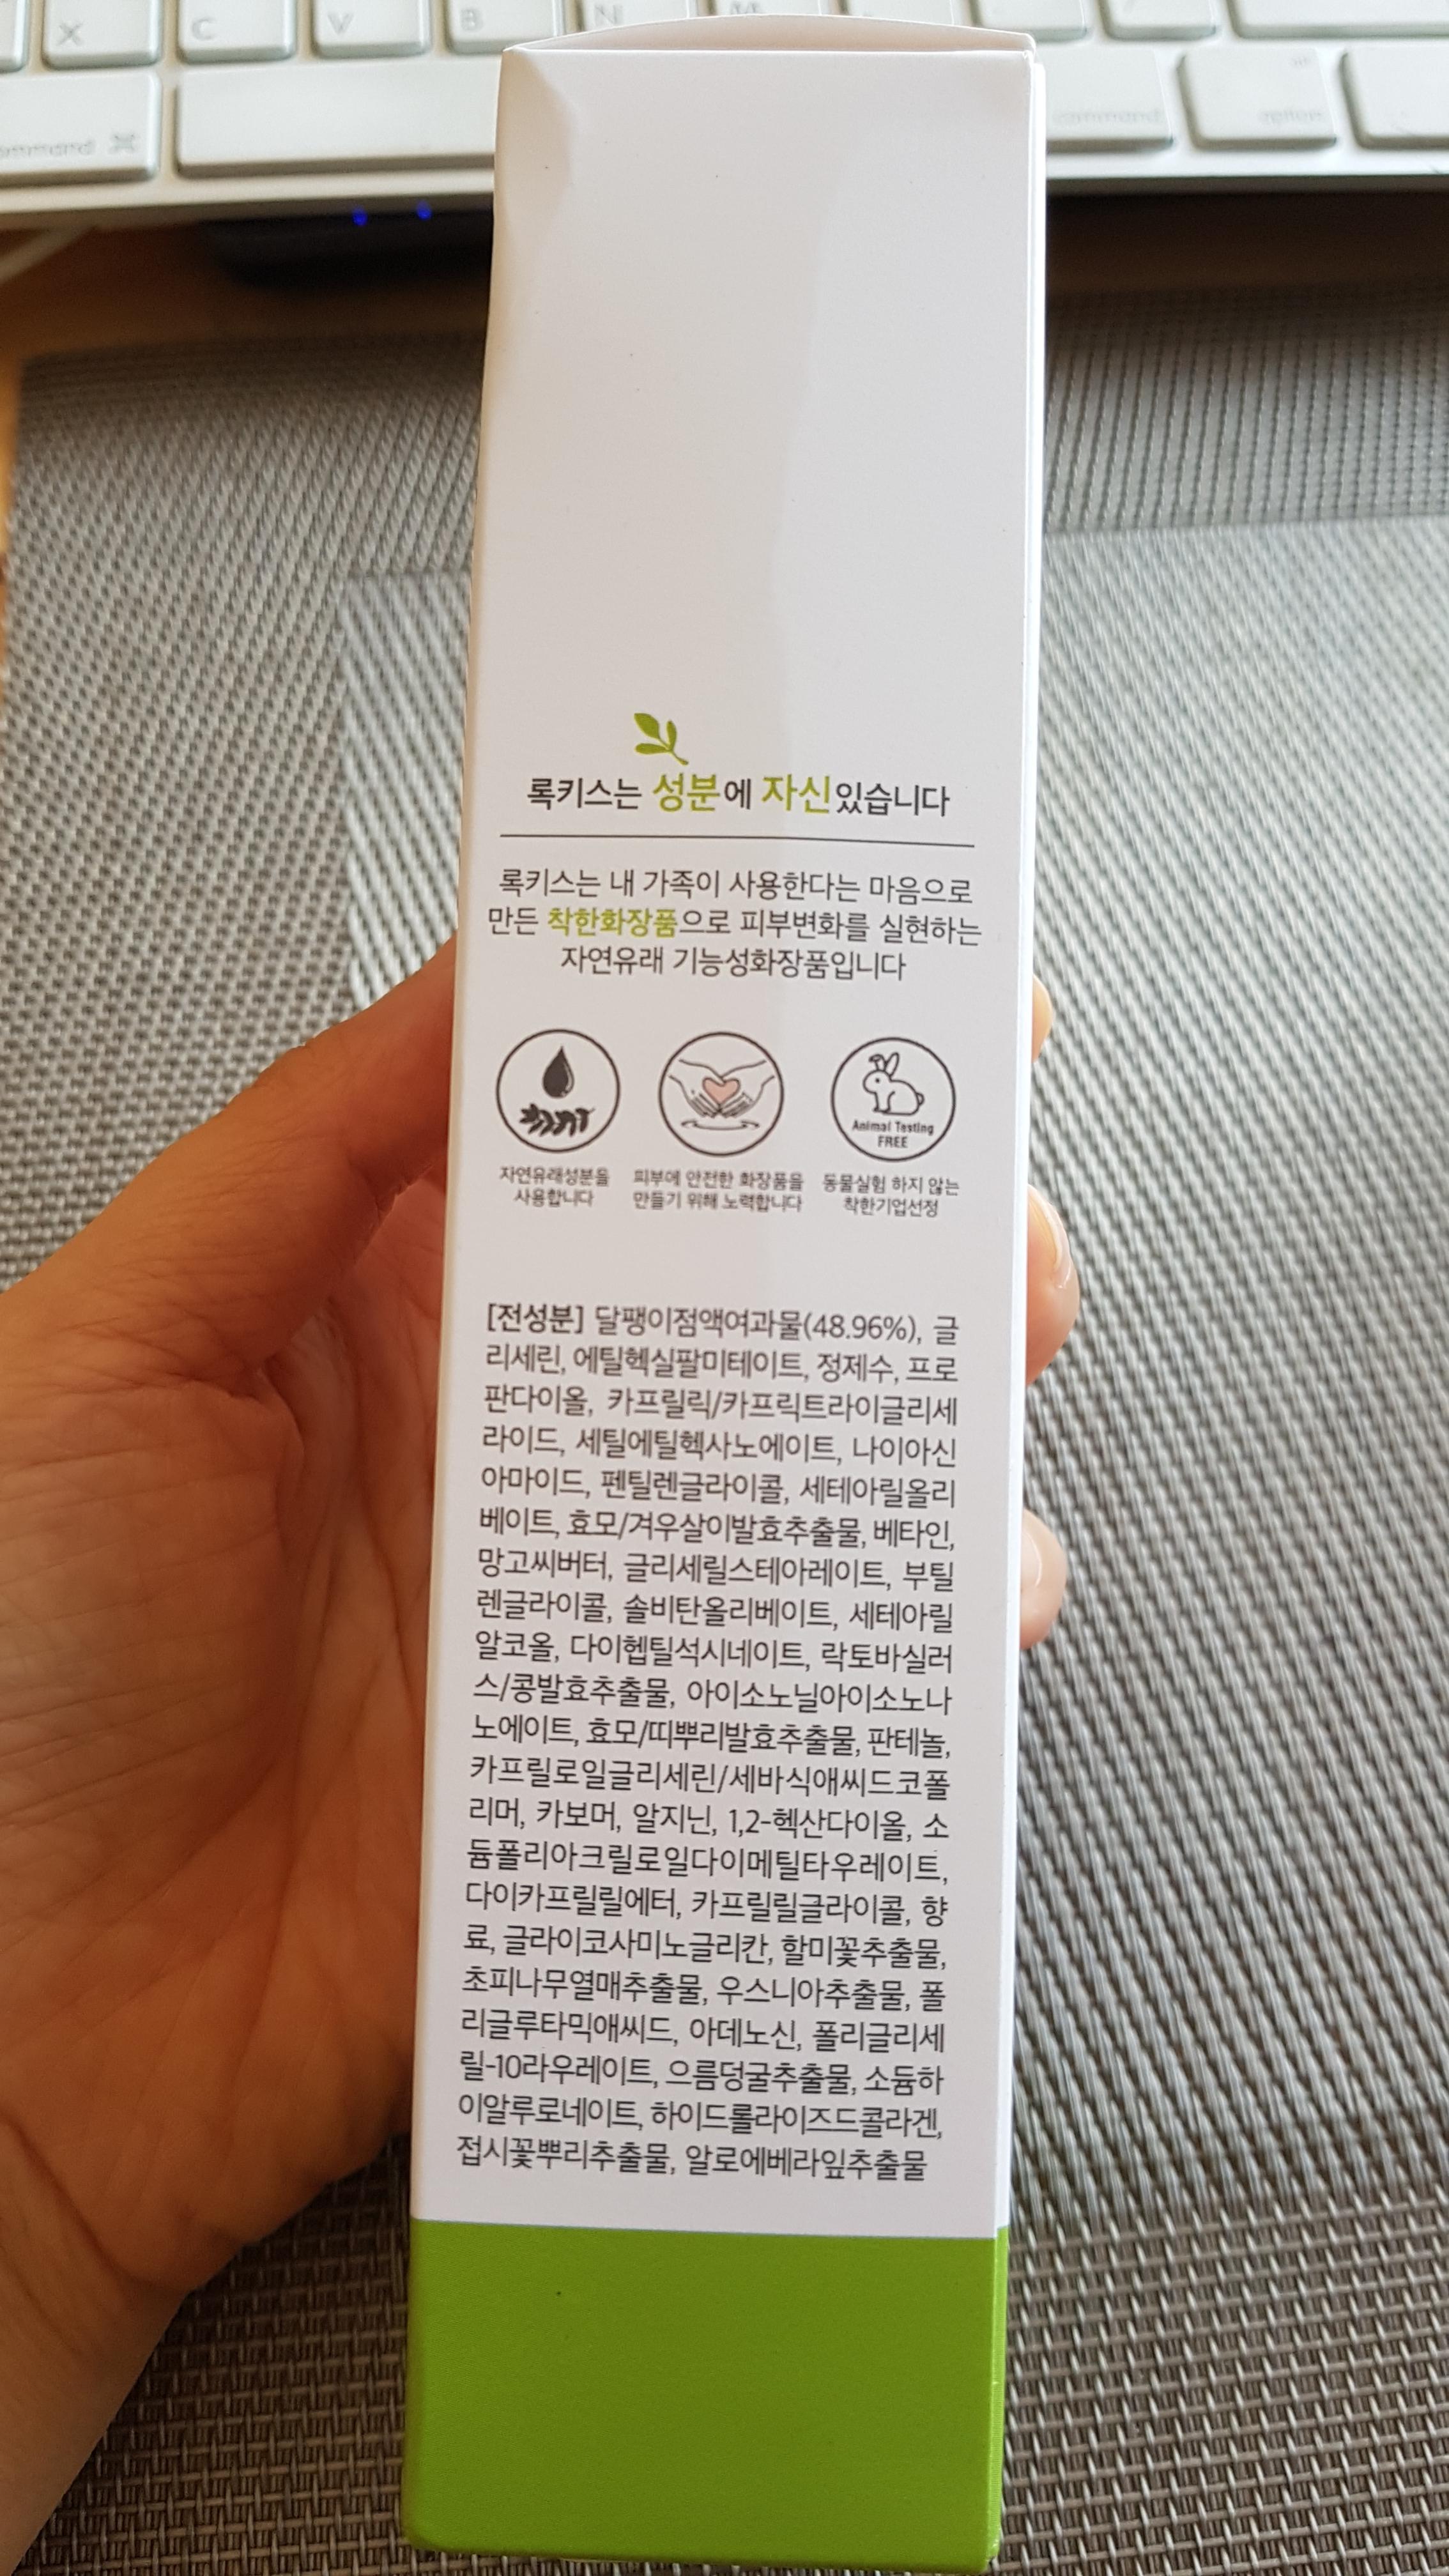 X C V B N M
command ⌘
command option
록키스는 성분에 자신있습니다
록키스는 내 가족이 사용한다는 마음으로
만든 착한화장품으로 피부변화를 실현하는
자연유래 기능성화장품입니다
Animal Testing
FREE
자연유래성분을
사용합니다
피부에 안전한 화장품을
만들기 위해 노력합니다
동물실험 하지 않는
착한기업선정
[전성분] 달팽이점액여과물(48.96%), 글
리세린, 에틸헥실팔미테이트, 정제수, 프로
판다이올, 카프릴릭/카프릭트라이글리세
라이드, 세틸에틸헥사노에이트, 나이아신
아마이드, 펜틸렌글라이콜, 세테아릴올리
베이트, 효모/겨우살이발효추출물, 베타인,
망고씨버터, 글리세릴스테아레이트, 부틸
렌글라이콜, 솔비탄올리베이트, 세테아릴
알코올, 다이헵틸석시네이트, 락토바실러
스/콩발효추출물, 아이소노닐아이소노나
노에이트, 효모/띠뿌리발효추출물, 판테놀,
카프릴로일글리세린/세바식애씨드코폴
리머, 카보머, 알지닌, 1,2-헥산다이올, 소
듐폴리아크릴로일다이메틸타우레이트,
다이카프릴릴에터, 카프릴릴글라이콜, 향
료, 글라이코사미노글리칸, 할미꽃추출물,
초피나무열매추출물, 우스니아추출물, 폴
리글루타믹애씨드, 아데노신, 폴리글리세
릴-10라우레이트, 으름덩굴추출물, 소듐하
이알루로네이트, 하이드롤라이즈드콜라겐,
접시꽃뿌리추출물, 알로에베라잎추출물